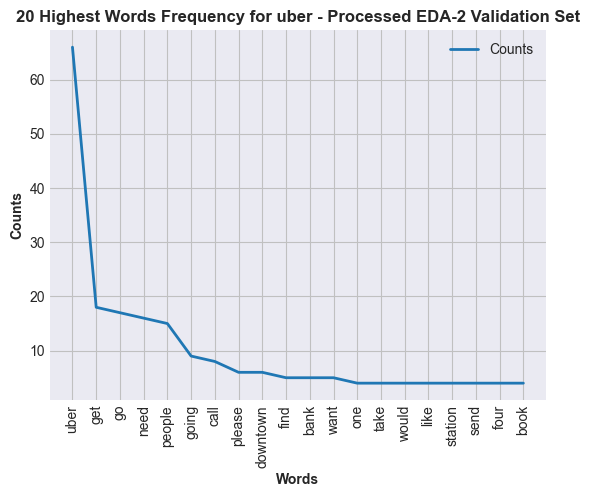 20 Highest Words Frequency for uber - Processed EDA-2 Validation Set
Counts
60
50
40
30
20
10
Counts
uber
get
go
need
people
going
call
please
downtown
find
bank
want
one
take
would
like
station
send
four
book
Words